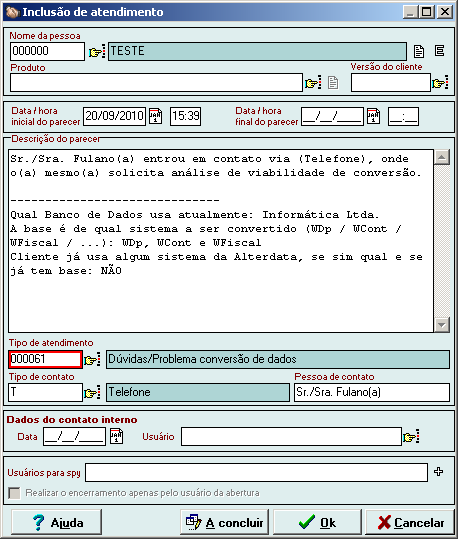 Inclusão de atendimento
Nome da pessoa
000000 TESTE
Produto Versão do cliente
Data / hora
inicial do parecer 20/09/2010 15:39
Data / hora
final do parecer __/__/____ __:__
Descrição do parecer
Sr./Sra. Fulano(a) entrou em contato via (Telefone), onde
o(a) mesmo(a) solicita análise de viabilidade de conversão.
-----------------------------
Qual Banco de Dados usa atualmente: Informática Ltda.
A base é de qual sistema a ser convertido (WDp / WCont /
WFiscal / ...): WDp, WCont e WFiscal
Cliente já usa algum sistema da Alterdata, se sim qual e se
já tem base: NÃO
Tipo de atendimento
000061 Dúvidas/Problema conversão de dados
Tipo de contato Pessoa de contato
T Telefone Sr./Sra. Fulano(a)
Dados do contato interno
Data __/__/____ Usuário
Usuários para spy
Realizar o encerramento apenas pelo usuário da abertura
Ajuda A concluir Ok Cancelar